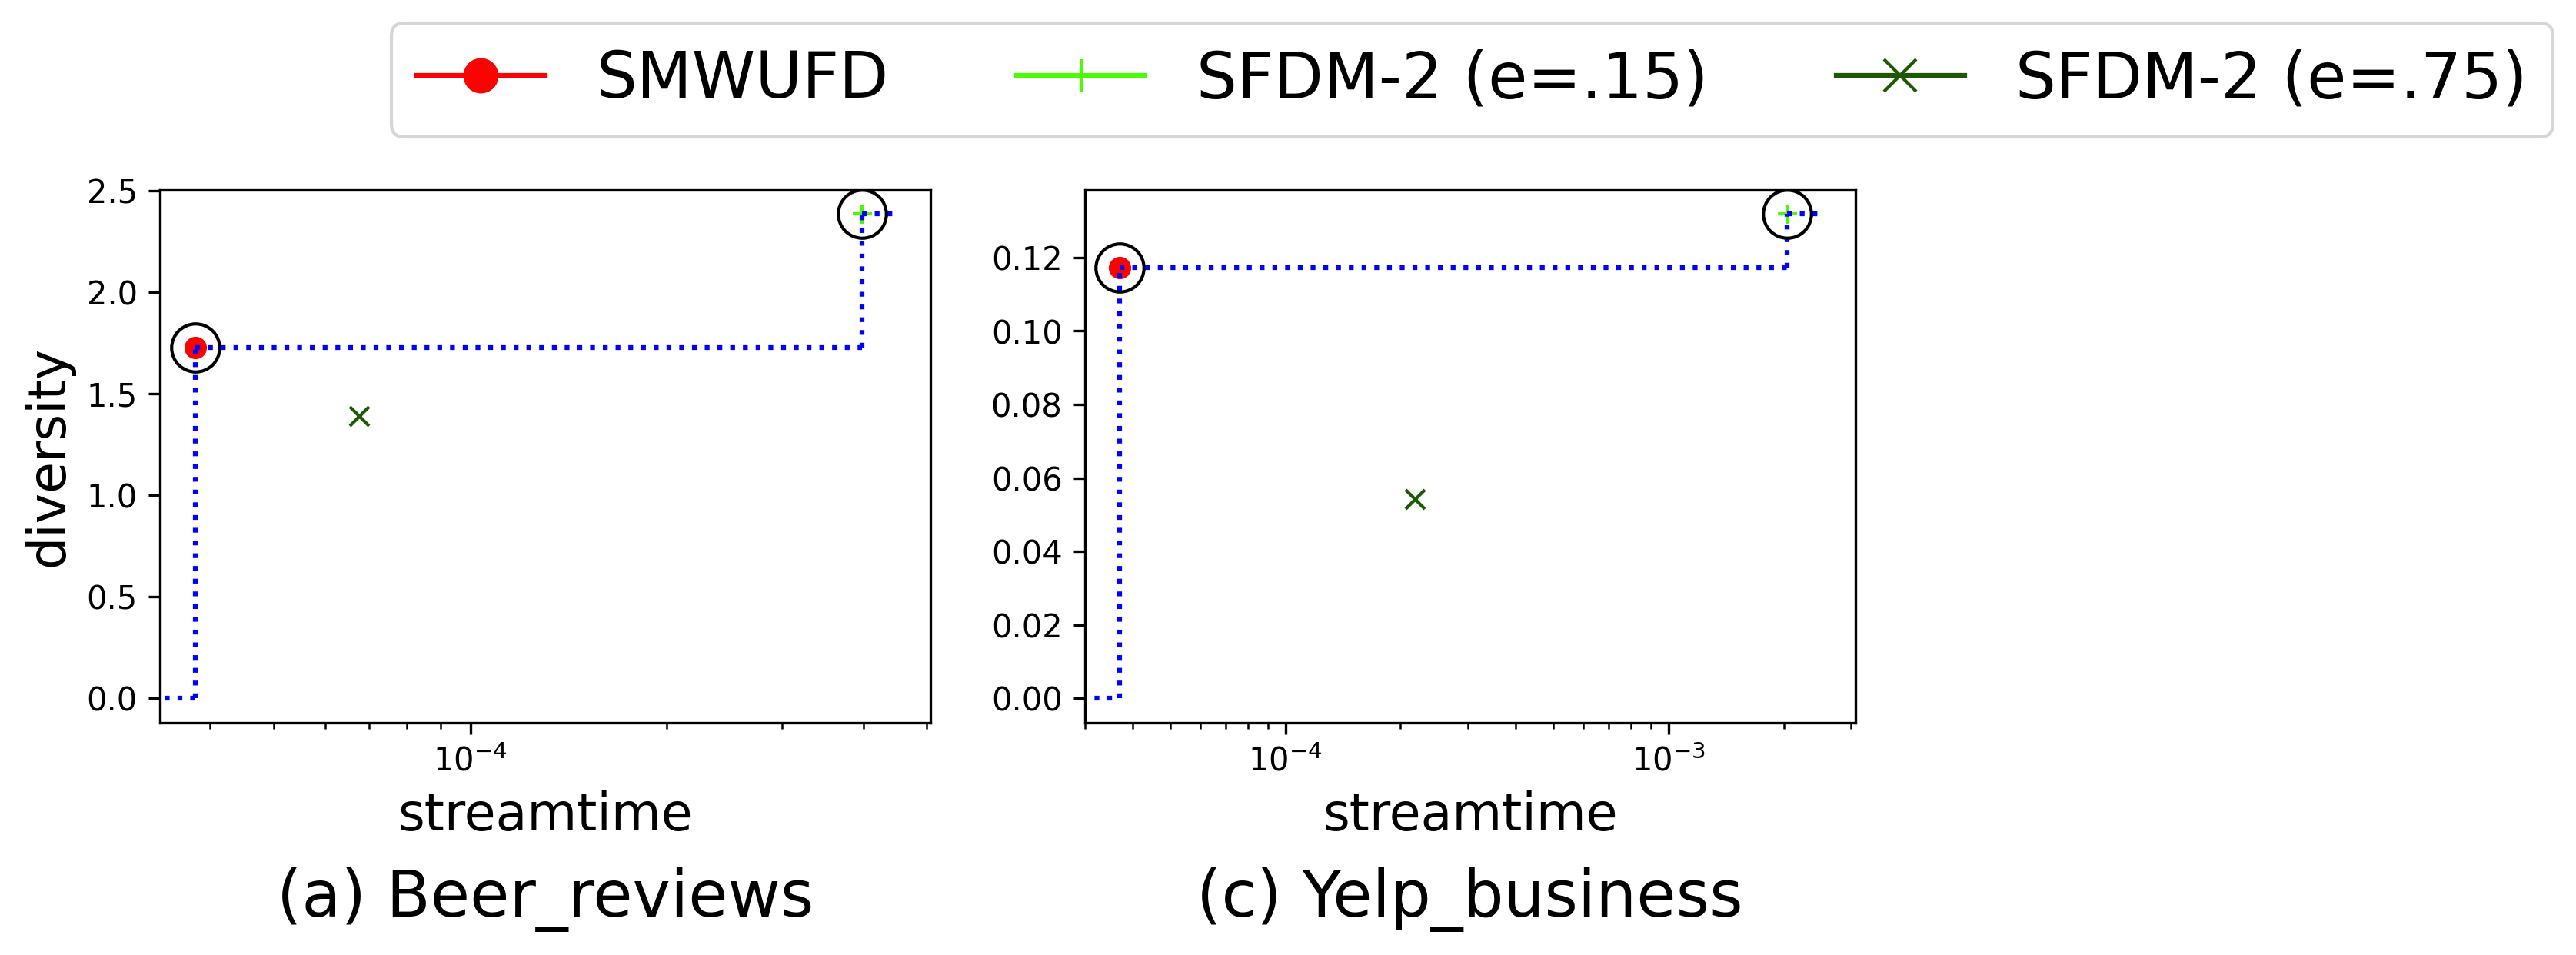 SMWUFD SFDM-2 (e=.15) SFDM-2 (e=.75)
diversity
2.5
2.0
1.5
1.0
0.5
0.0
10⁻⁴
streamtime
(a) Beer_reviews
0.12
0.10
0.08
0.06
0.04
0.02
0.00
10⁻⁴ 10⁻³
streamtime
(c) Yelp_business